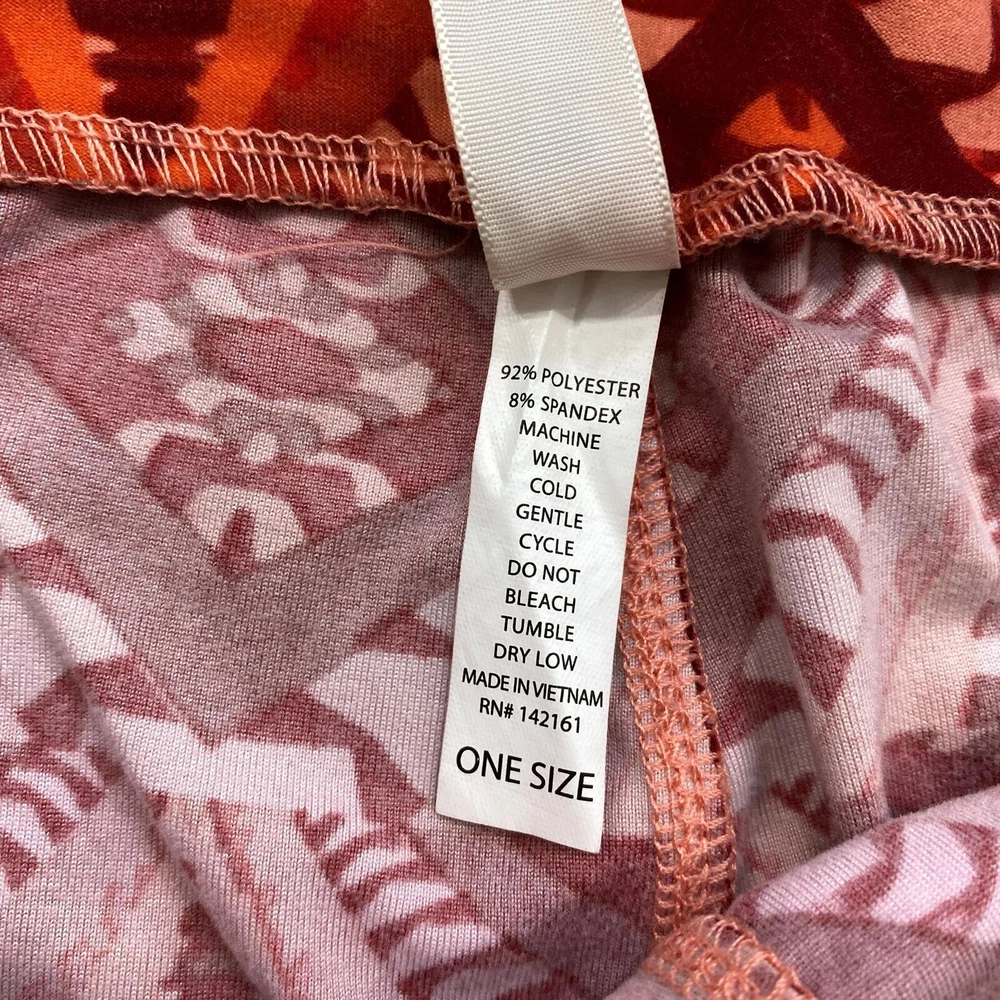 92% POLYESTER
8% SPANDEX
MACHINE
WASH
COLD
GENTLE
CYCLE
DO NOT
BLEACH
TUMBLE
DRY LOW
MADE IN VIETNAM
RN# 142161
ONE SIZE